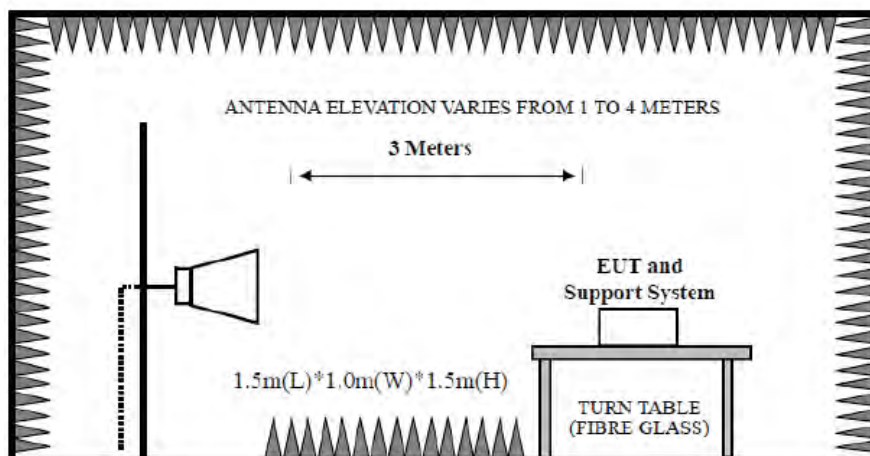 ANTENNA ELEVATION VARIES FROM 1 TO 4 METERS
3 Meters
EUT and
Support System
1.5m(L)*1.0m(W)*1.5m(H)
TURN TABLE
(FIBRE GLASS)